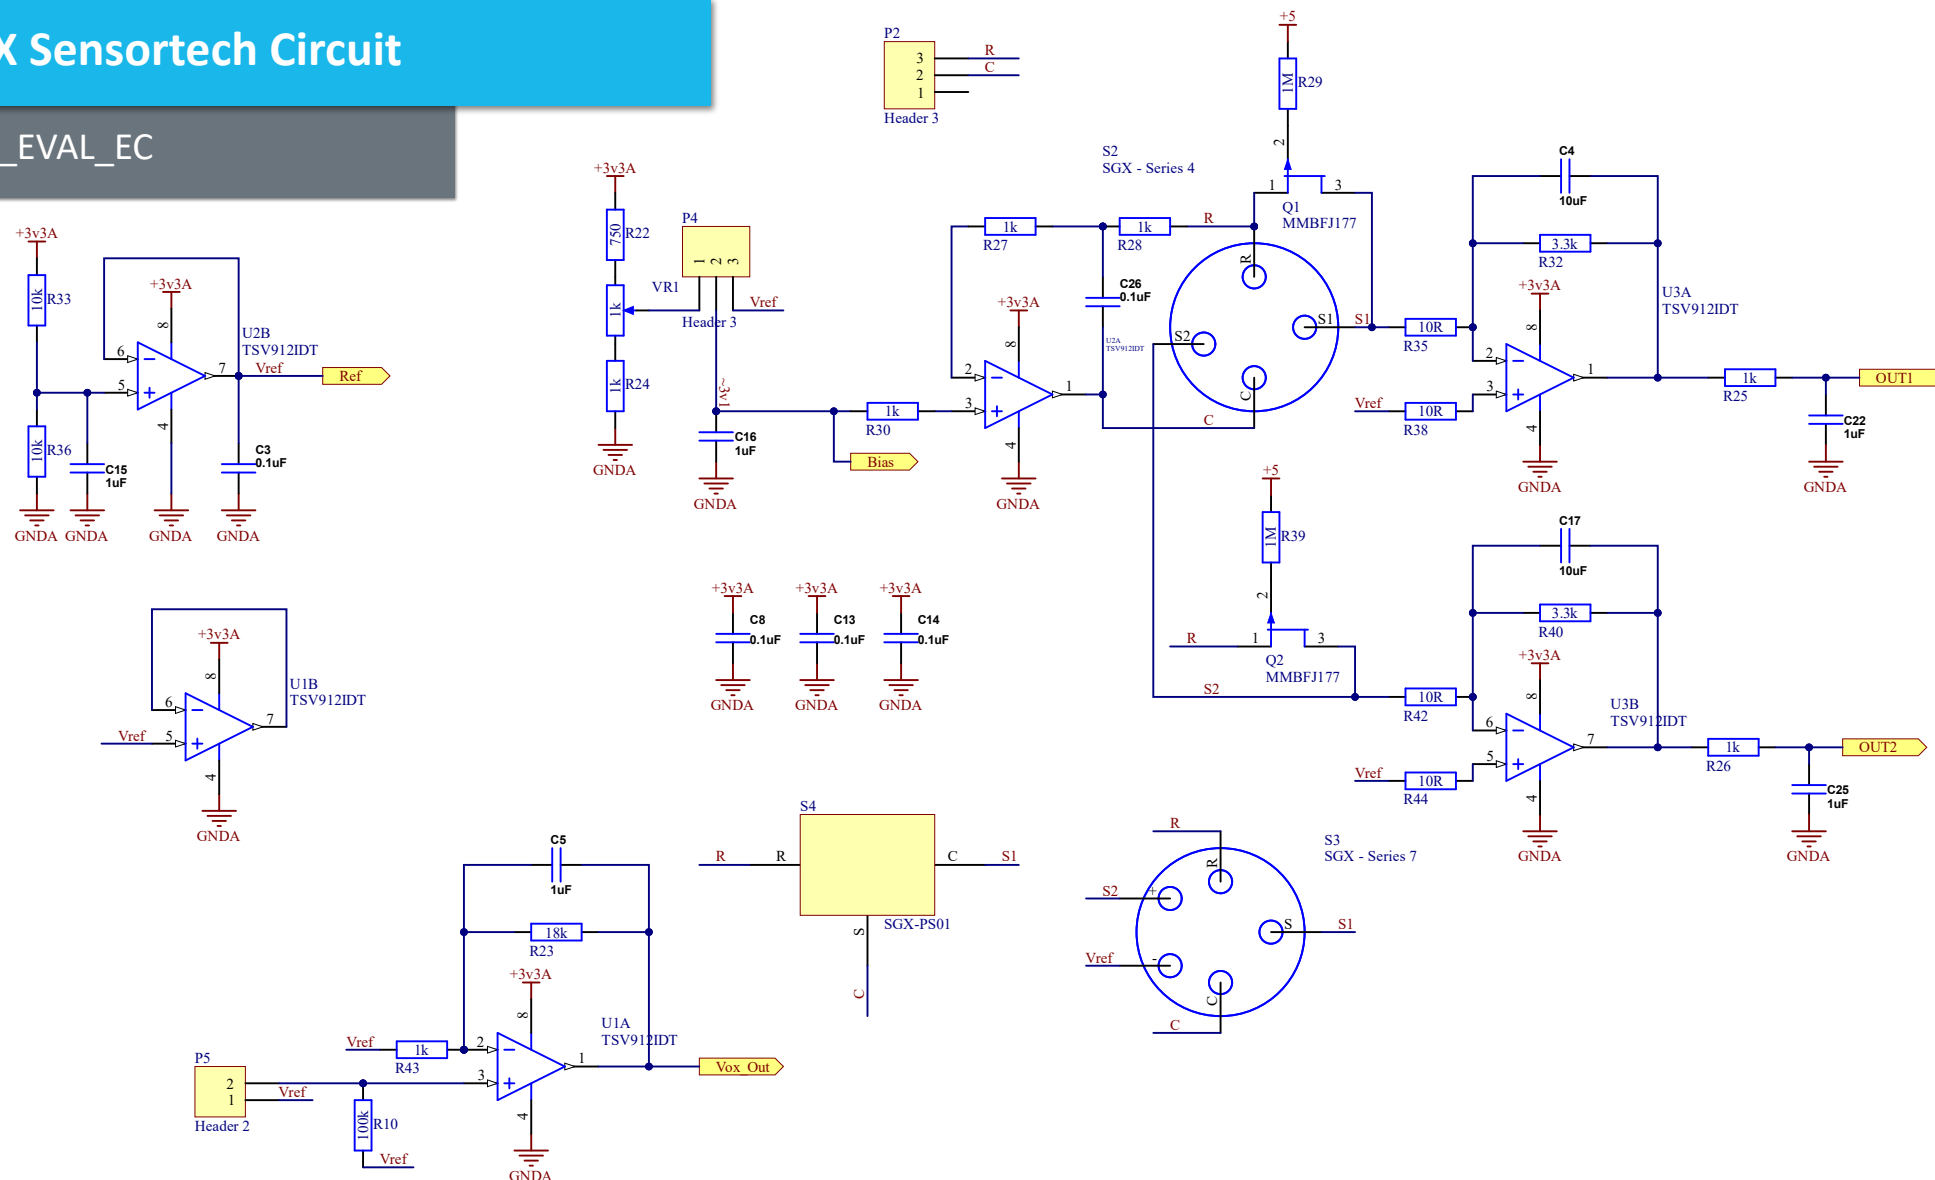 X Sensortech Circuit
_EVAL_EC
P2
3
2
1
R
C
Header 3
+5
1M
R29
2
1
3
Q1
MMBFJ177
S2
SGX - Series 4
R
S1
S1
S2
C
C
R
C4
10uF
3.3k
R32
+3v3A
8
U3A
TSV912IDT
10R
R35
2
3
1
4
Vref
10R
R38
GNDA
1k
R25
OUT1
C22
1uF
GNDA
+3v3A
10k
R33
10k
R36
C15
1uF
GNDA
GNDA
+3v3A
8
6
5
7
4
U2B
TSV912IDT
Vref
Ref
C3
0.1uF
GNDA
GNDA
+3v3A
750
R22
1k
VR1
1k
R24
GNDA
P4
1
2
3
Header 3
Vref
~3v1
C16
1uF
GNDA
Bias
1k
R30
1k
R27
1k
R28
C26
0.1uF
+3v3A
8
2
3
1
4
U2A
TSV912IDT
GNDA
+5
1M
R39
2
1
3
R
Q2
MMBFJ177
S2
C17
10uF
3.3k
R40
+3v3A
8
U3B
TSV912IDT
10R
R42
6
5
7
4
Vref
10R
R44
GNDA
1k
R26
OUT2
C25
1uF
GNDA
+3v3A
C8
0.1uF
GNDA
+3v3A
C13
0.1uF
GNDA
+3v3A
C14
0.1uF
GNDA
+3v3A
8
6
5
7
4
Vref
U1B
TSV912IDT
GNDA
S4
R
R
C
S1
S
C
SGX-PS01
S3
SGX - Series 7
R
R
S2
+
S
S1
Vref
-
C
C
C5
1uF
18k
R23
+3v3A
8
U1A
TSV912IDT
Vref
1k
R43
2
3
1
4
Vox_Out
GNDA
P5
2
1
Header 2
Vref
100k
R10
Vref